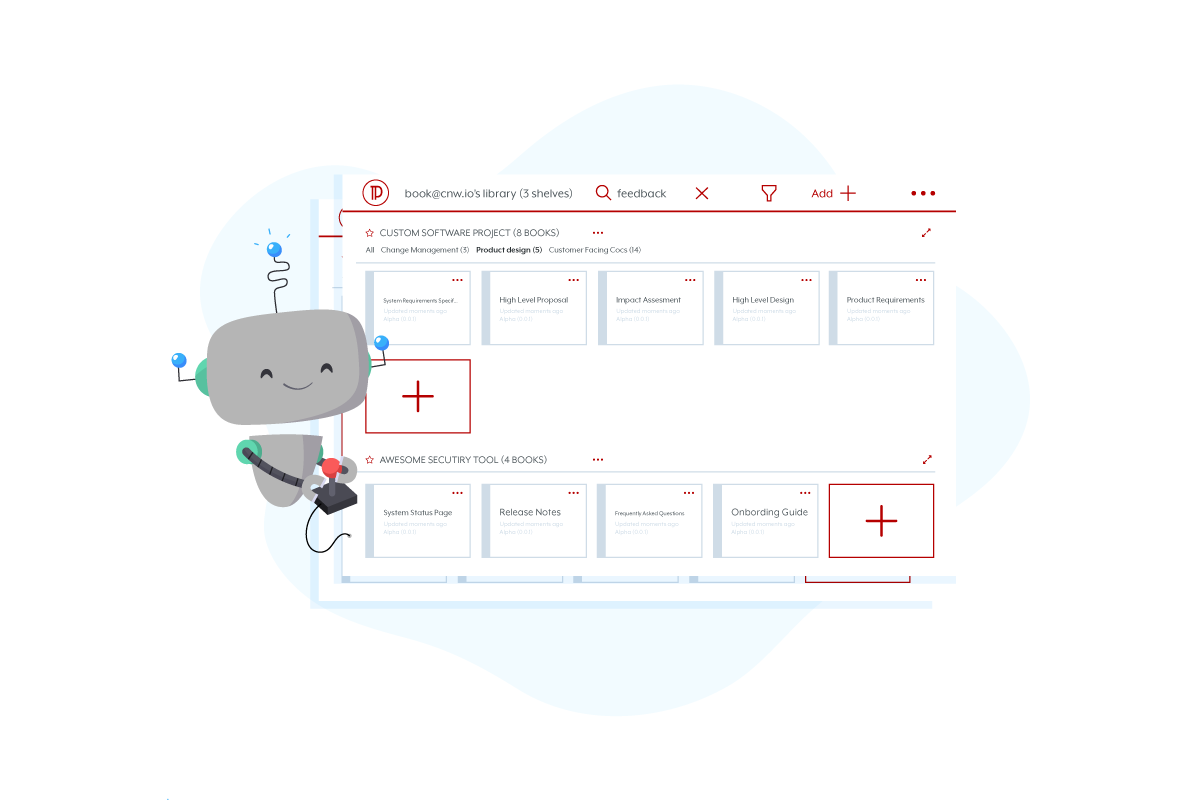 book@cnw.io's library (3 shelves) feedback Add
CUSTOM SOFTWARE PROJECT (8 BOOKS)
All Change Management (3) Product design (5) Customer Facing Cocs (14)
System Requirements Specif...
Updated moments ago.
Alpha (0.0.1)
High Level Proposal
Updated moments ago.
Alpha (0.0.1)
Impact Assesment
Updated moments ago.
Alpha (0.0.1)
High Level Design
Updated moments ago.
Alpha (0.0.1)
Product Requirements
Updated moments ago.
Alpha (0.0.1)
AWESOME SECUTIRY TOOL (4 BOOKS)
System Status Page
Updated moments ago.
Alpha (0.0.1)
Release Notes
Updated moments ago.
Alpha (0.0.1)
Frequently Asked Questions
Updated moments ago.
Alpha (0.0.1)
Onbording Guide
Updated moments ago.
Alpha (0.0.1)